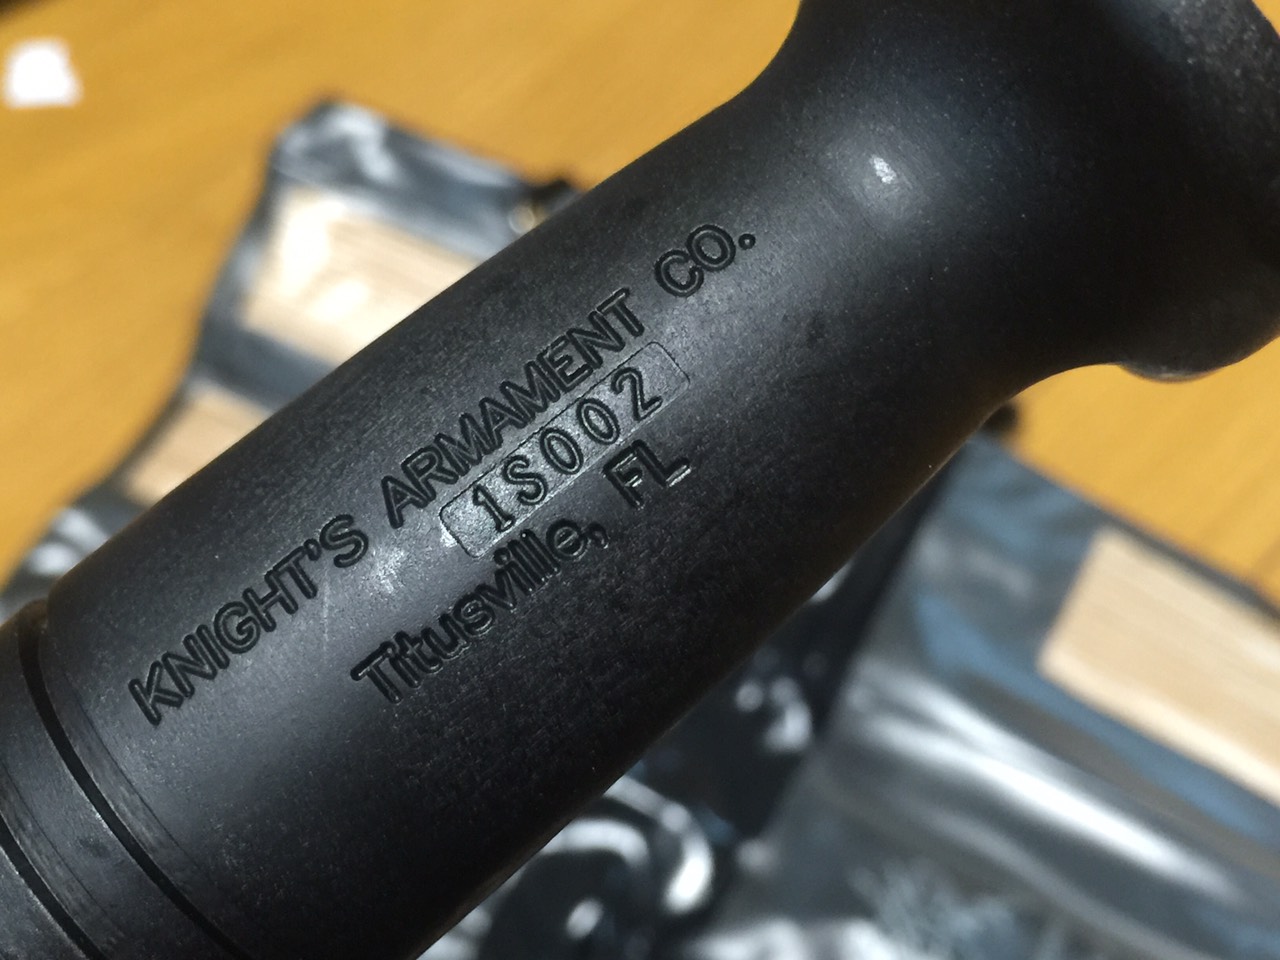 KNIGHT'S ARMAMENT CO.
1S002
Titusville, FL